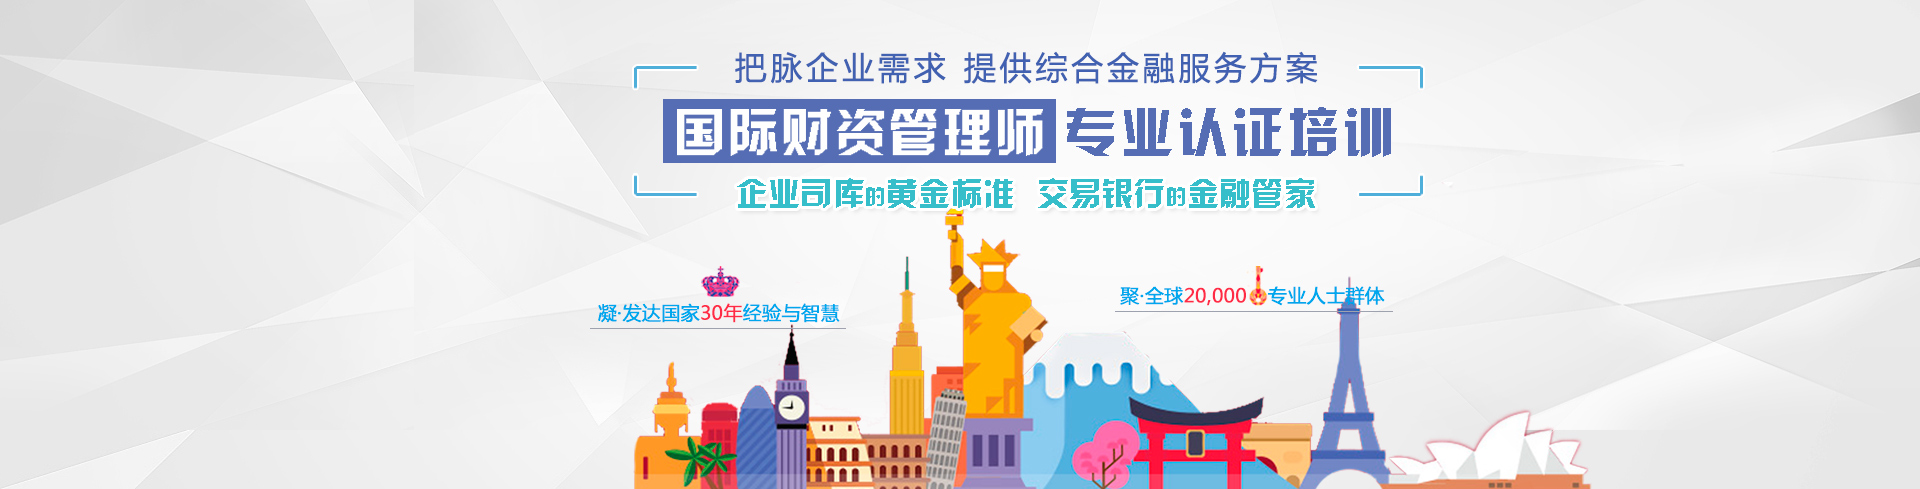 把脉企业需求 提供综合金融服务方案
国际财资管理师 专业认证培训
企业司库的黄金标准 交易银行的金融管家
凝·发达国家30年经验与智慧
聚·全球20,000专业人士群体